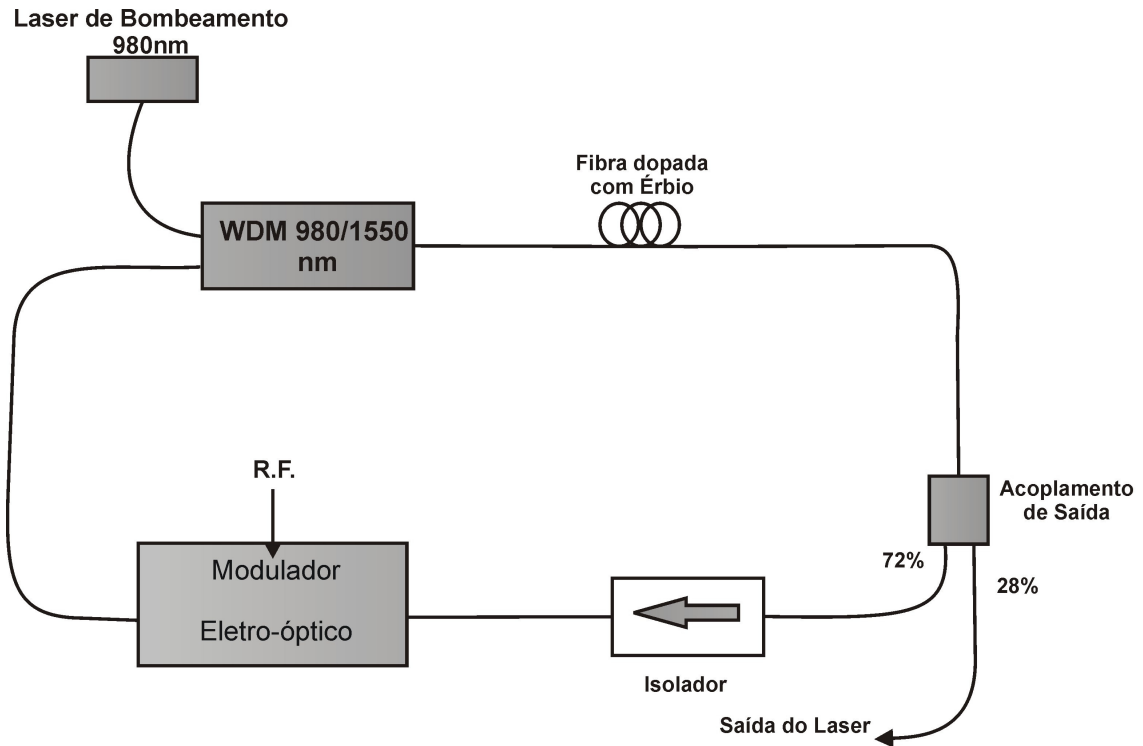 Laser de Bombeamento
980nm
WDM 980/1550
nm
Fibra dopada
com Érbio
R.F.
Modulador
Eletro-óptico
Isolador
72%
28%
Acoplamento
de Saída
Saída do Laser